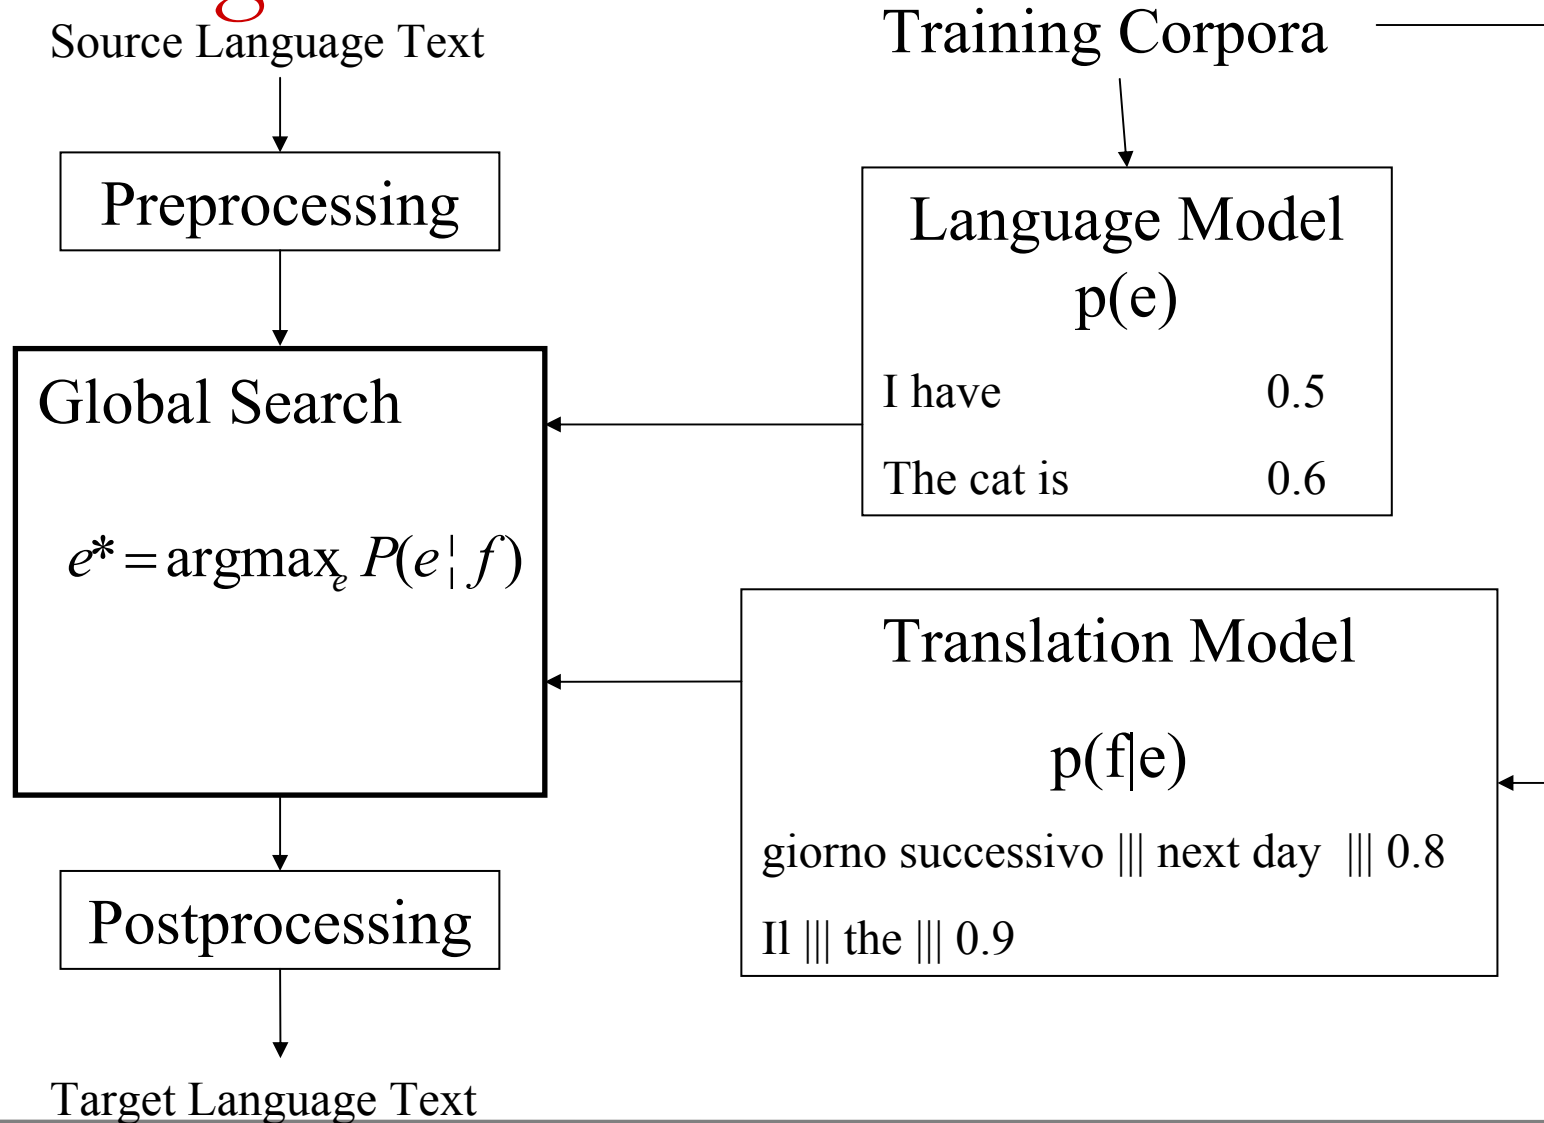 Source Language Text
Preprocessing
Global Search
e* = argmax_e P(e ¦ f)
Postprocessing
Target Language Text
Training Corpora
Language Model
p(e)
I have 0.5
The cat is 0.6
Translation Model
p(f|e)
giorno successivo ||| next day ||| 0.8
Il ||| the ||| 0.9